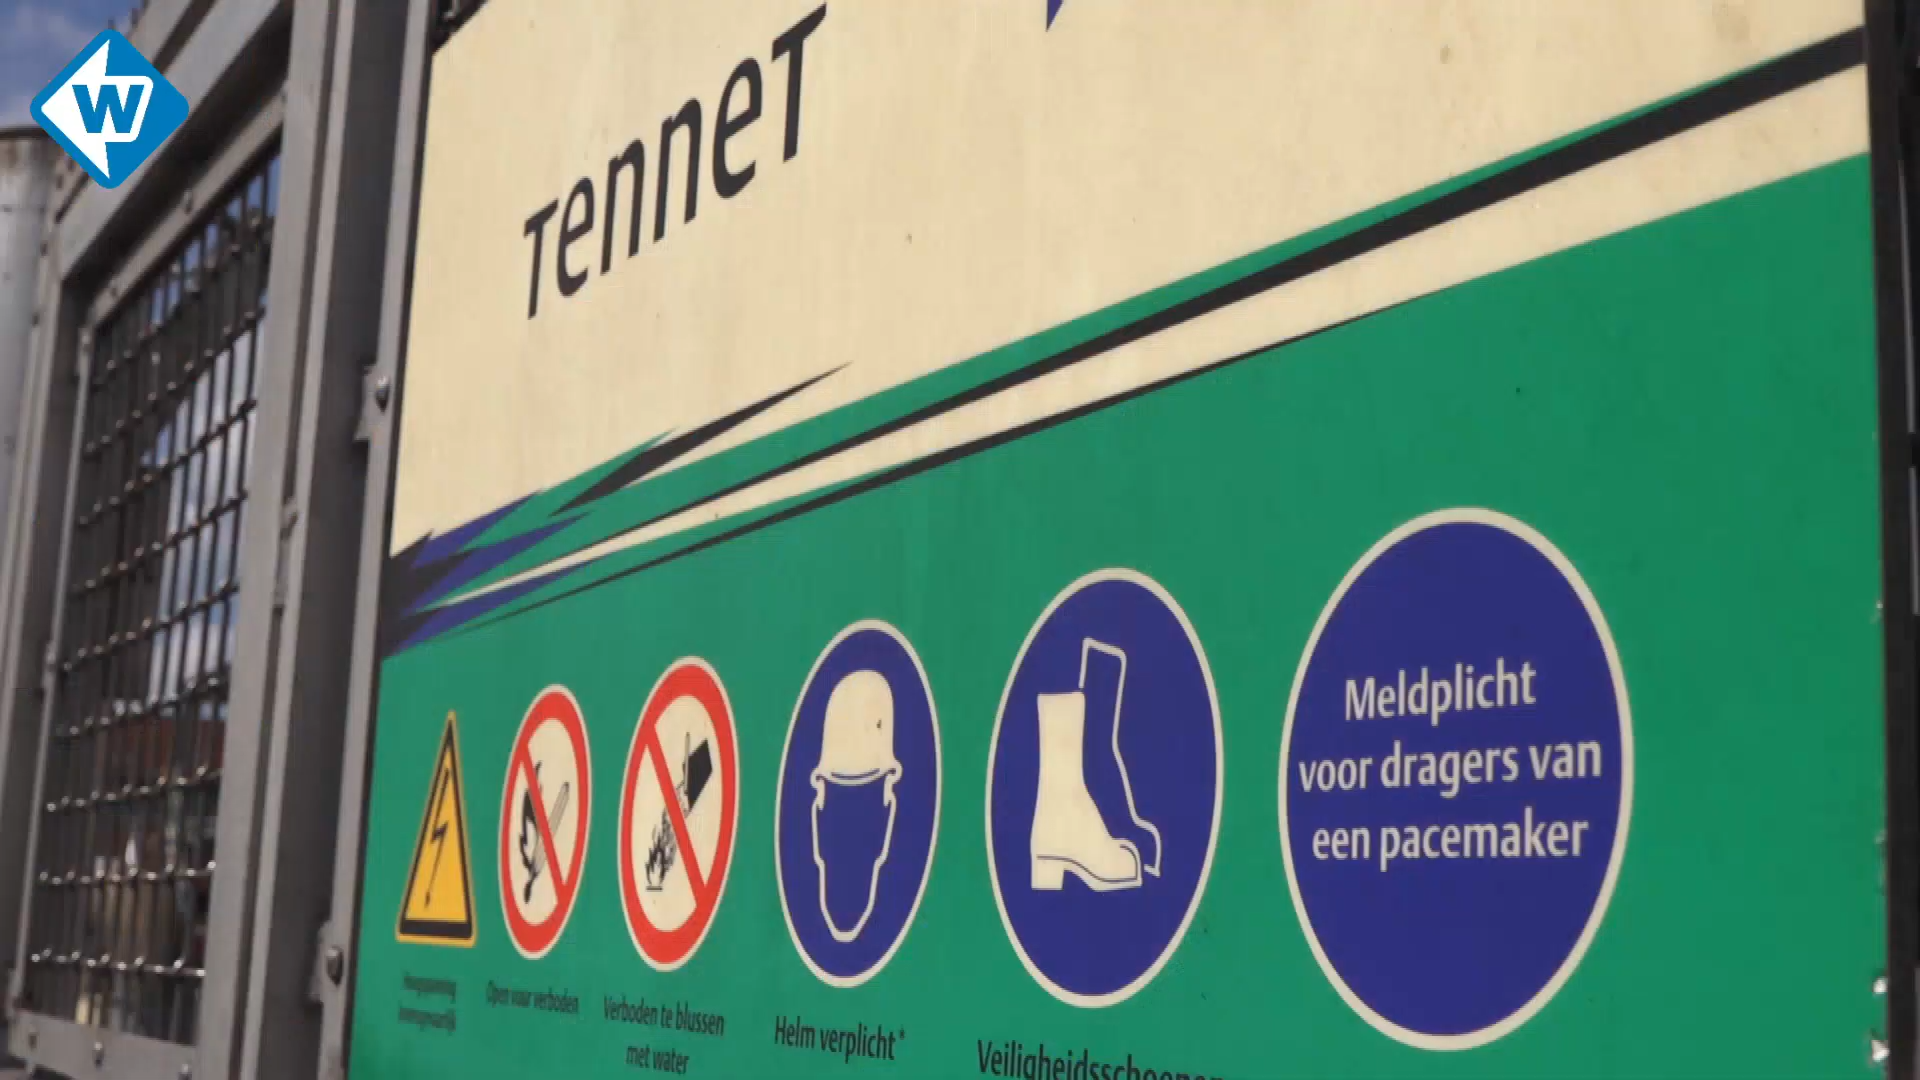 W
TenneT
Meldplicht
voor dragers van
een pacemaker
Open vuur verboden
Verboden te blussen
met water
Helm verplicht*